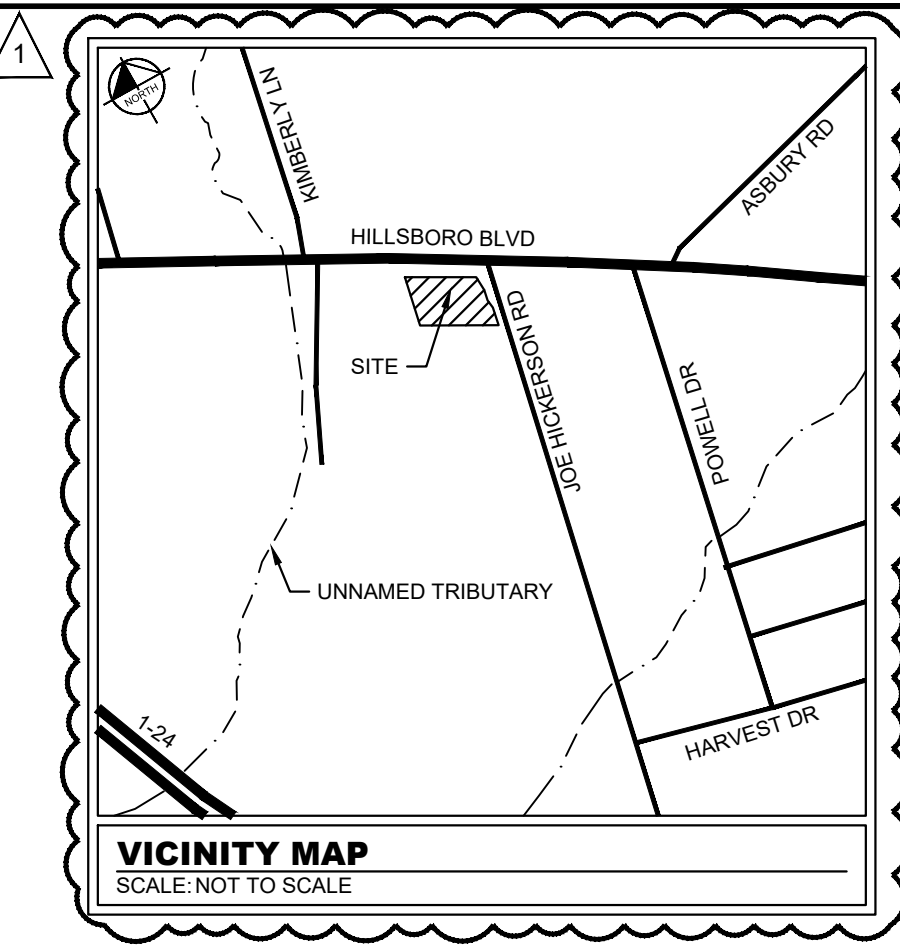 1
NORTH
KIMBERLY LN
ASBURY RD
HILLSBORO BLVD
SITE
JOE HICKERSON RD
POWELL DR
UNNAMED TRIBUTARY
1-24
HARVEST DR
VICINITY MAP
SCALE: NOT TO SCALE